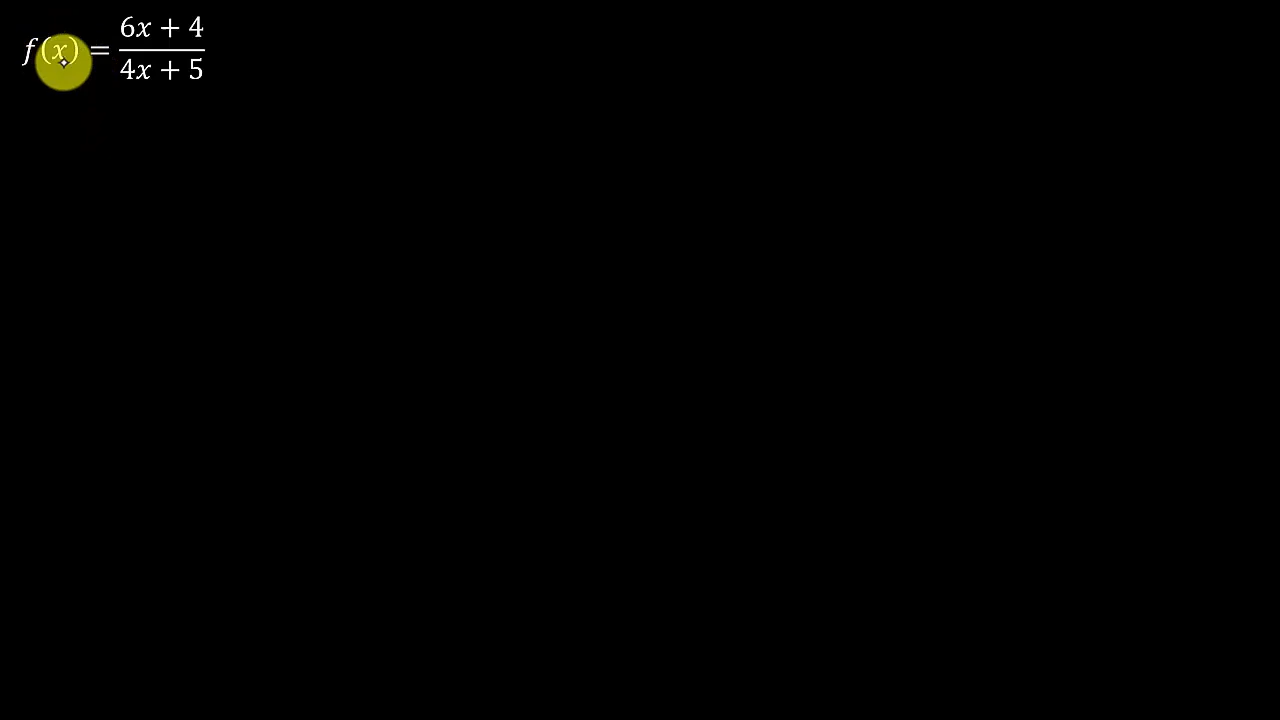 f(x) = (6x + 4)/(4x + 5)